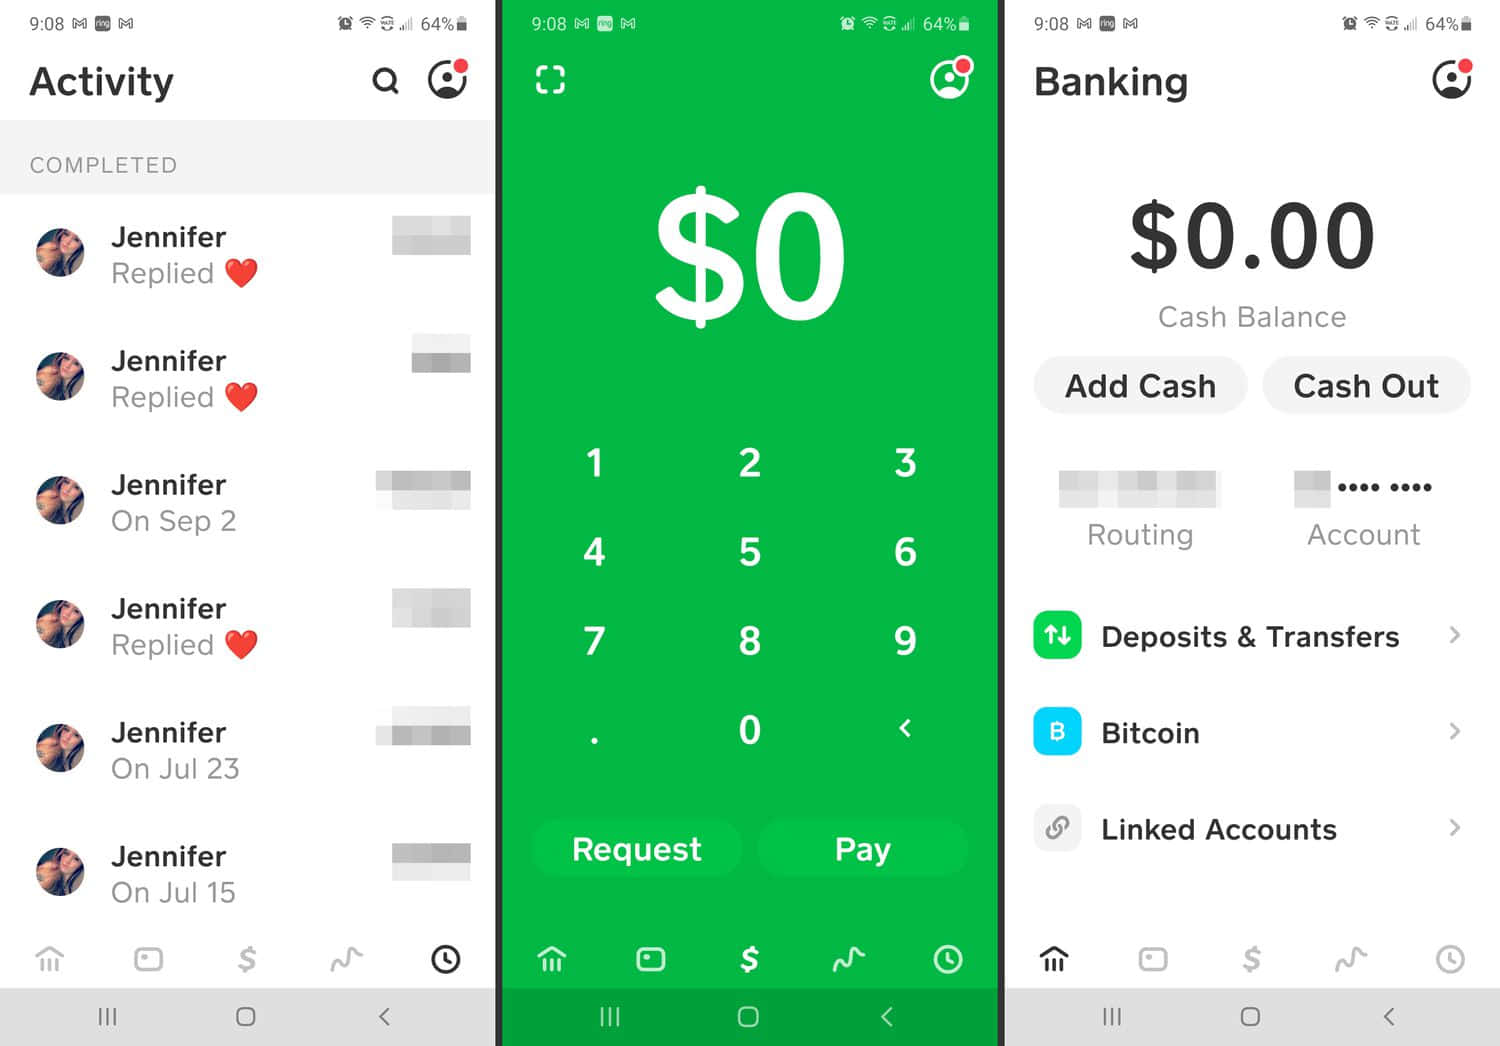 9:08 ring 64%
Activity
COMPLETED
Jennifer
Replied ❤️
Jennifer
Replied ❤️
Jennifer
On Sep 2
Jennifer
Replied ❤️
Jennifer
On Jul 23
Jennifer
On Jul 15
9:08 ring 64%
$0
1 2 3
4 5 6
7 8 9
. 0 <
Request Pay
$
9:08 ring 64%
Banking
$0.00
Cash Balance
Add Cash Cash Out
•••• ••••
Routing Account
Deposits & Transfers
Bitcoin
Linked Accounts